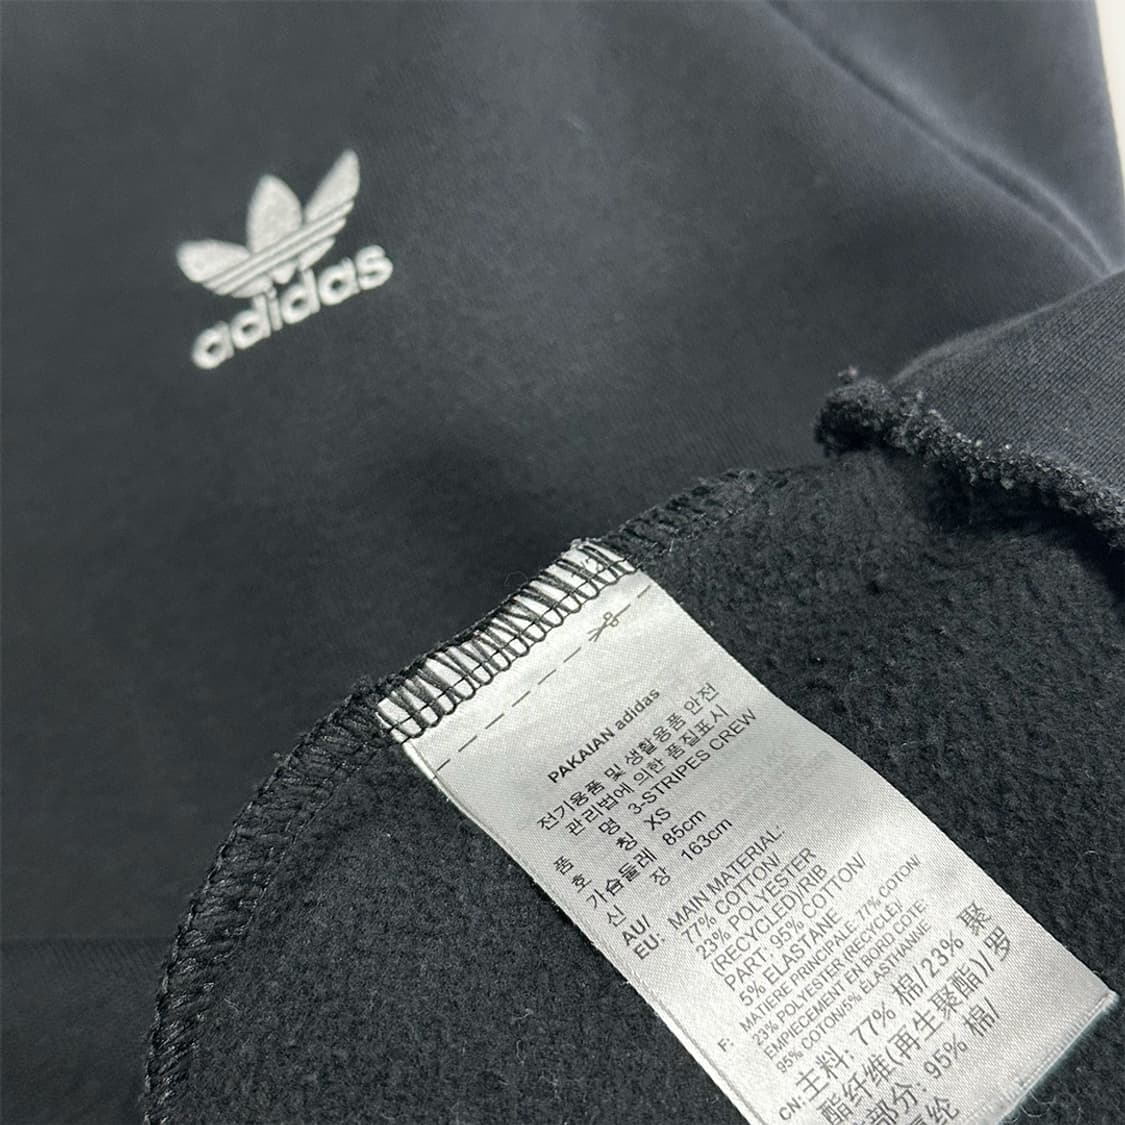 adidas
PAKAIAN adidas
전기용품 및 생활용품 안전
관리법에 의한 품질표시
품 명 3-STRIPES CREW
호 칭 XS
가슴둘레 85cm
신 장 163cm
AU/
EU: MAIN MATERIAL:
77% COTTON/
23% POLYESTER
(RECYCLED)/RIB
PART: 95% COTTON/
5% ELASTANE
F: MATIERE PRINCIPALE: 77% COTON/
23% POLYESTER (RECYCLE)/
EMPIECEMENT EN BORD COTE:
95% COTON/5% ELASTHANNE
CN: 主料: 77% 棉/23% 聚
酯纤维(再生聚酯)/罗
部分: 95% 棉/